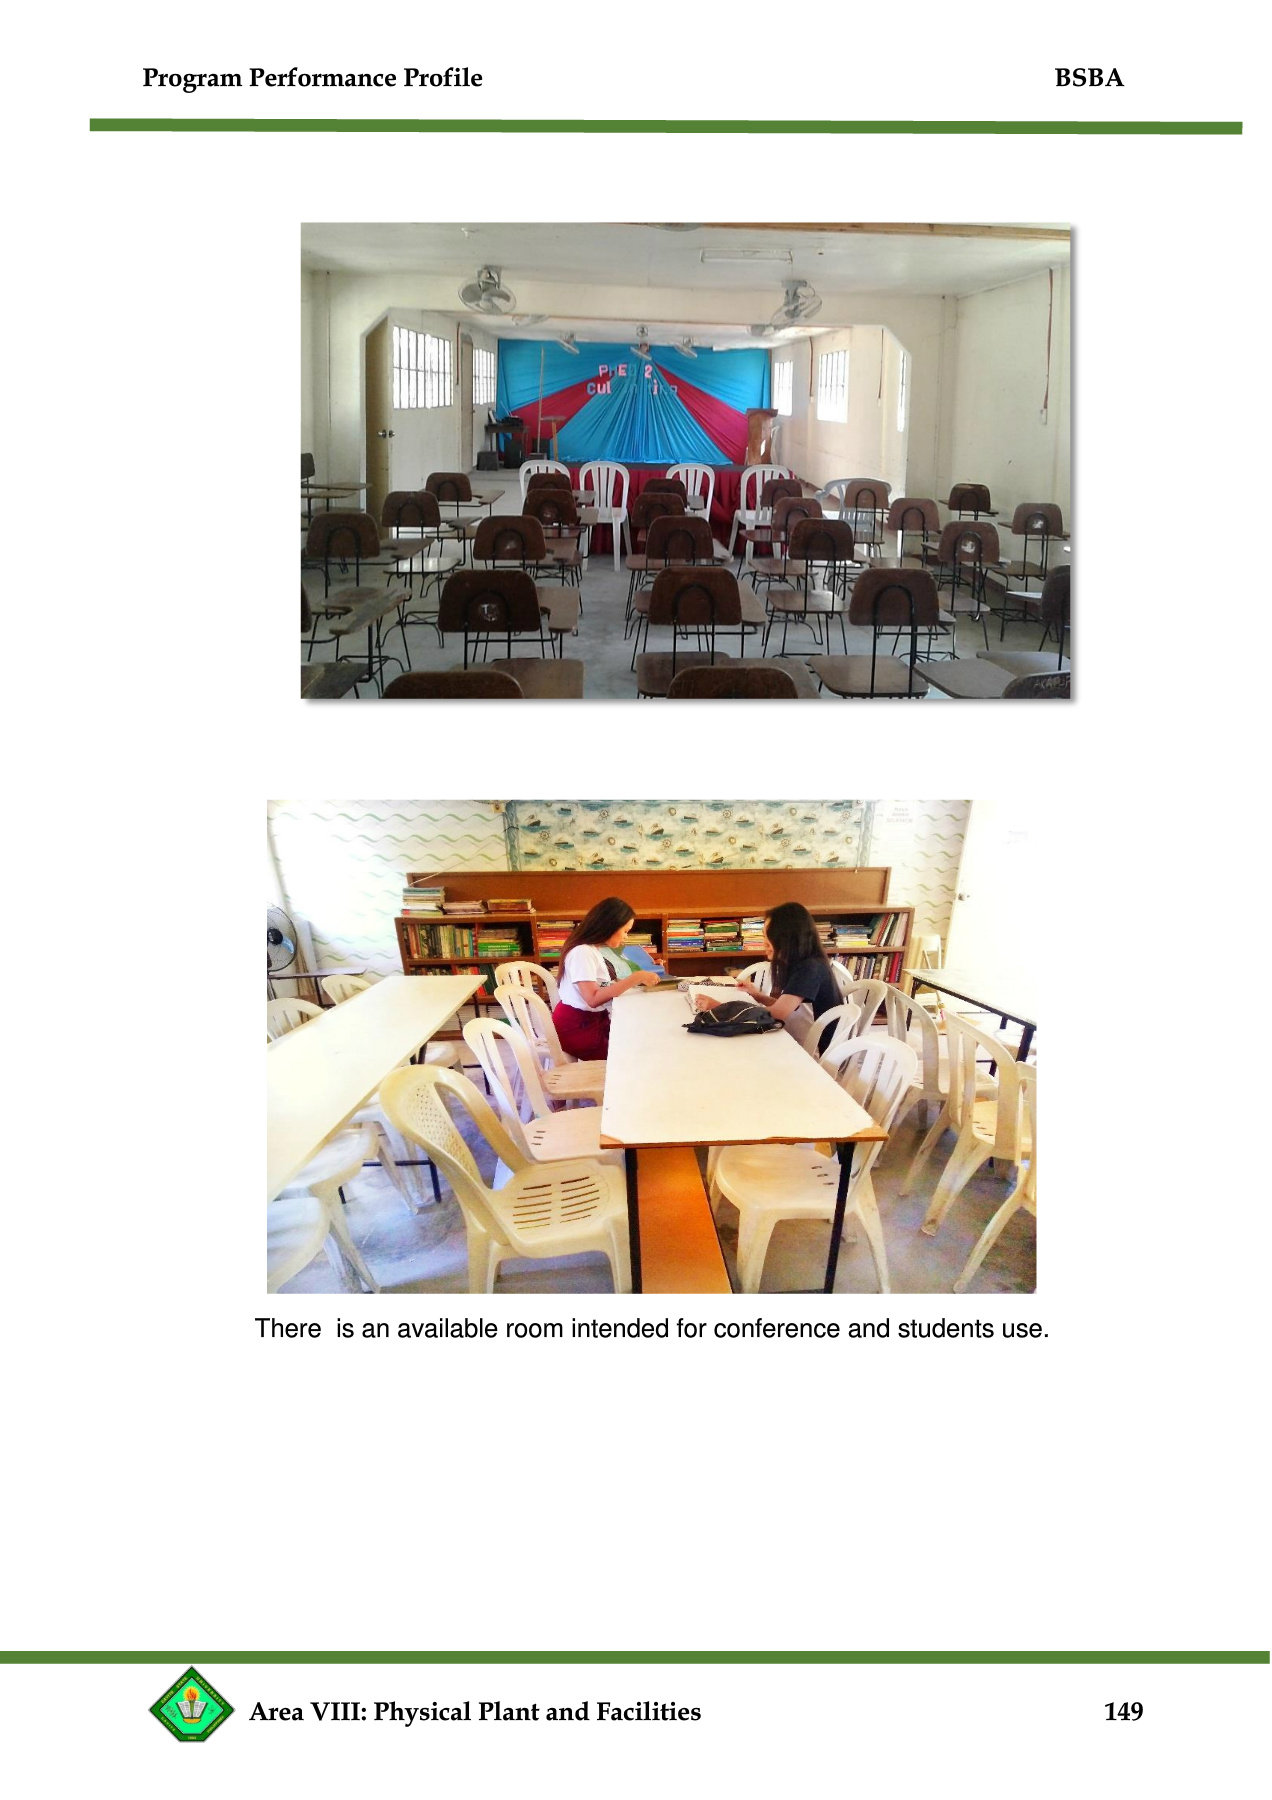 Program Performance Profile BSBA
There  is an available room intended for conference and students use.
Area VIII: Physical Plant and Facilities 149